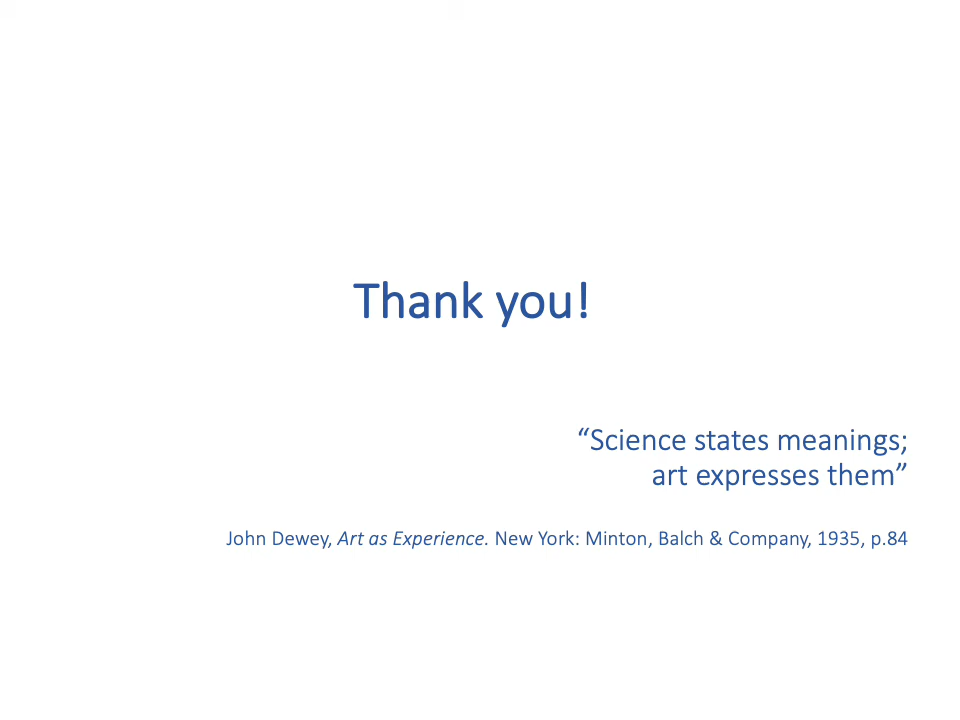 Thank you!
“Science states meanings;
art expresses them”
John Dewey, Art as Experience. New York: Minton, Balch & Company, 1935, p.84